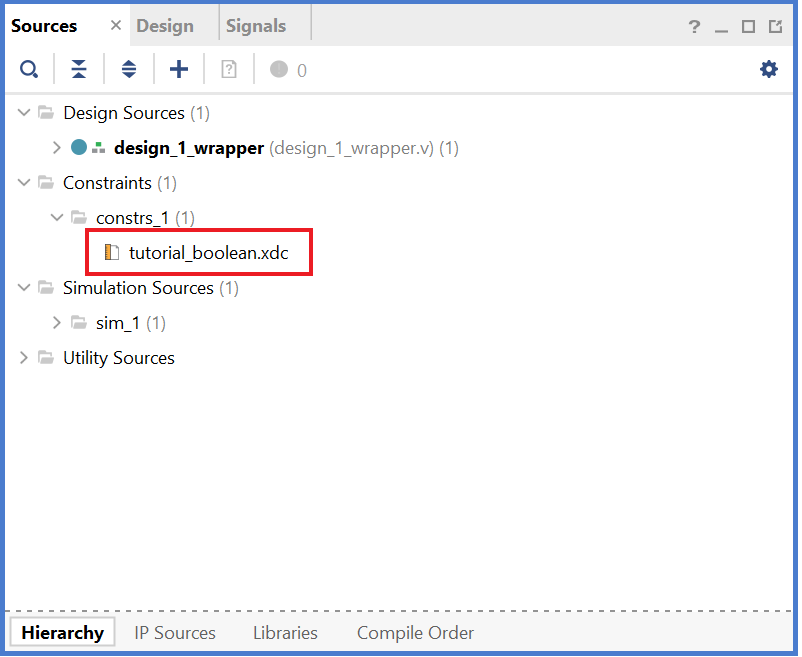 Sources Design Signals
0
Design Sources (1)
design_1_wrapper (design_1_wrapper.v) (1)
Constraints (1)
constrs_1 (1)
tutorial_boolean.xdc
Simulation Sources (1)
sim_1 (1)
Utility Sources
Hierarchy IP Sources Libraries Compile Order